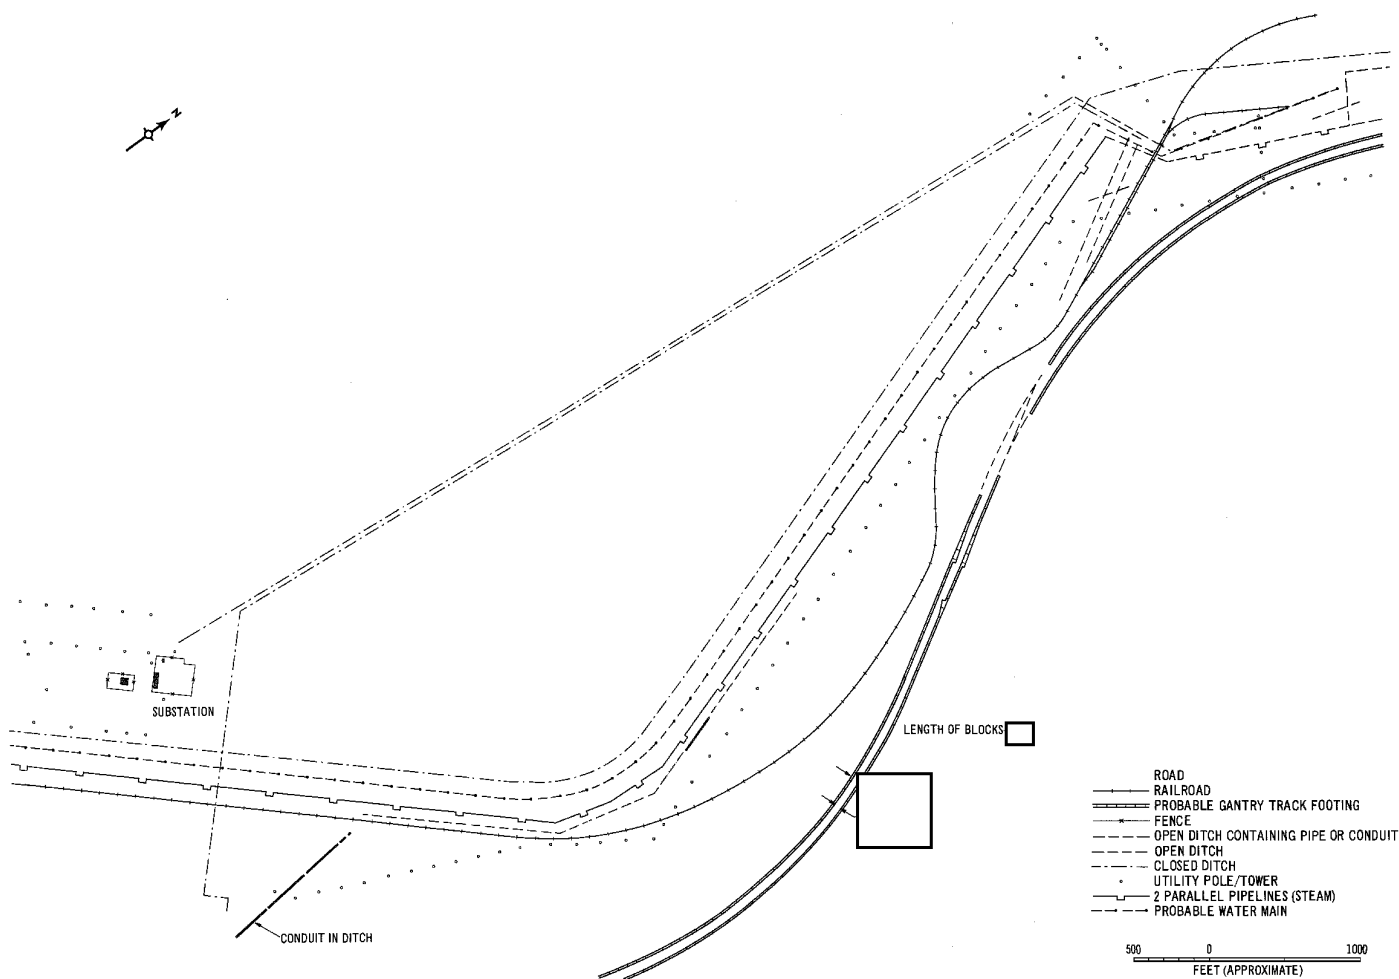 N
SUBSTATION
LENGTH OF BLOCKS
CONDUIT IN DITCH
ROAD
RAILROAD
PROBABLE GANTRY TRACK FOOTING
FENCE
OPEN DITCH CONTAINING PIPE OR CONDUIT
OPEN DITCH
CLOSED DITCH
UTILITY POLE/TOWER
2 PARALLEL PIPELINES (STEAM)
PROBABLE WATER MAIN
500 0 1000
FEET (APPROXIMATE)